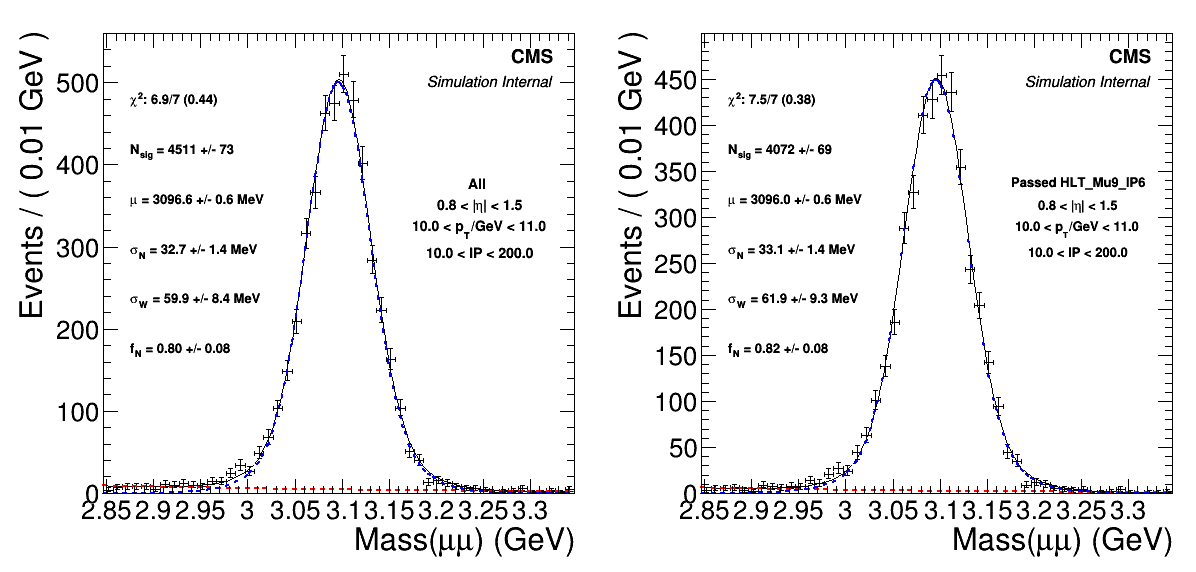 CMS
Simulation Internal
χ²: 6.9/7 (0.44)
N_sig = 4511 +/- 73
μ = 3096.6 +/- 0.6 MeV
σ_N = 32.7 +/- 1.4 MeV
σ_W = 59.9 +/- 8.4 MeV
f_N = 0.80 +/- 0.08
All
0.8 < |η| < 1.5
10.0 < p_T/GeV < 11.0
10.0 < IP < 200.0
Events / ( 0.01 GeV )
500
400
300
200
100
0
2.85 2.9 2.95 3 3.05 3.1 3.15 3.2 3.25 3.3
Mass(μμ) (GeV)
CMS
Simulation Internal
χ²: 7.5/7 (0.38)
N_sig = 4072 +/- 69
μ = 3096.0 +/- 0.6 MeV
σ_N = 33.1 +/- 1.4 MeV
σ_W = 61.9 +/- 9.3 MeV
f_N = 0.82 +/- 0.08
Passed HLT_Mu9_IP6
0.8 < |η| < 1.5
10.0 < p_T/GeV < 11.0
10.0 < IP < 200.0
Events / ( 0.01 GeV )
450
400
350
300
250
200
150
100
50
0
2.85 2.9 2.95 3 3.05 3.1 3.15 3.2 3.25 3.3
Mass(μμ) (GeV)